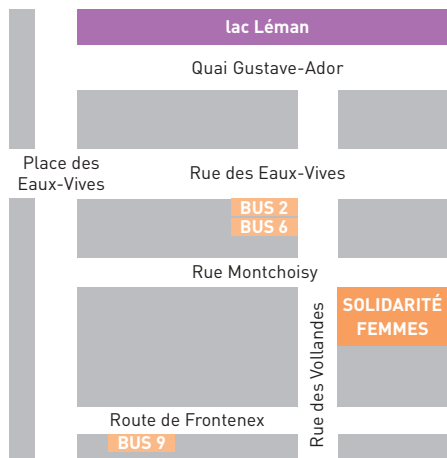 lac Léman
Quai Gustave-Ador
Place des
Eaux-Vives
Rue des Eaux-Vives
BUS 2
BUS 6
Rue Montchoisy
SOLIDARITÉ
FEMMES
Rue des Vollandes
Route de Frontenex
BUS 9